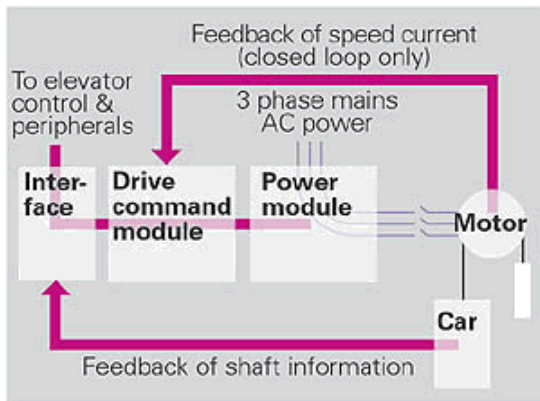 Feedback of speed current
(closed loop only)
To elevator
control &
peripherals
3 phase mains
AC power
Inter-
face
Drive
command
module
Power
module
Motor
Car
Feedback of shaft information